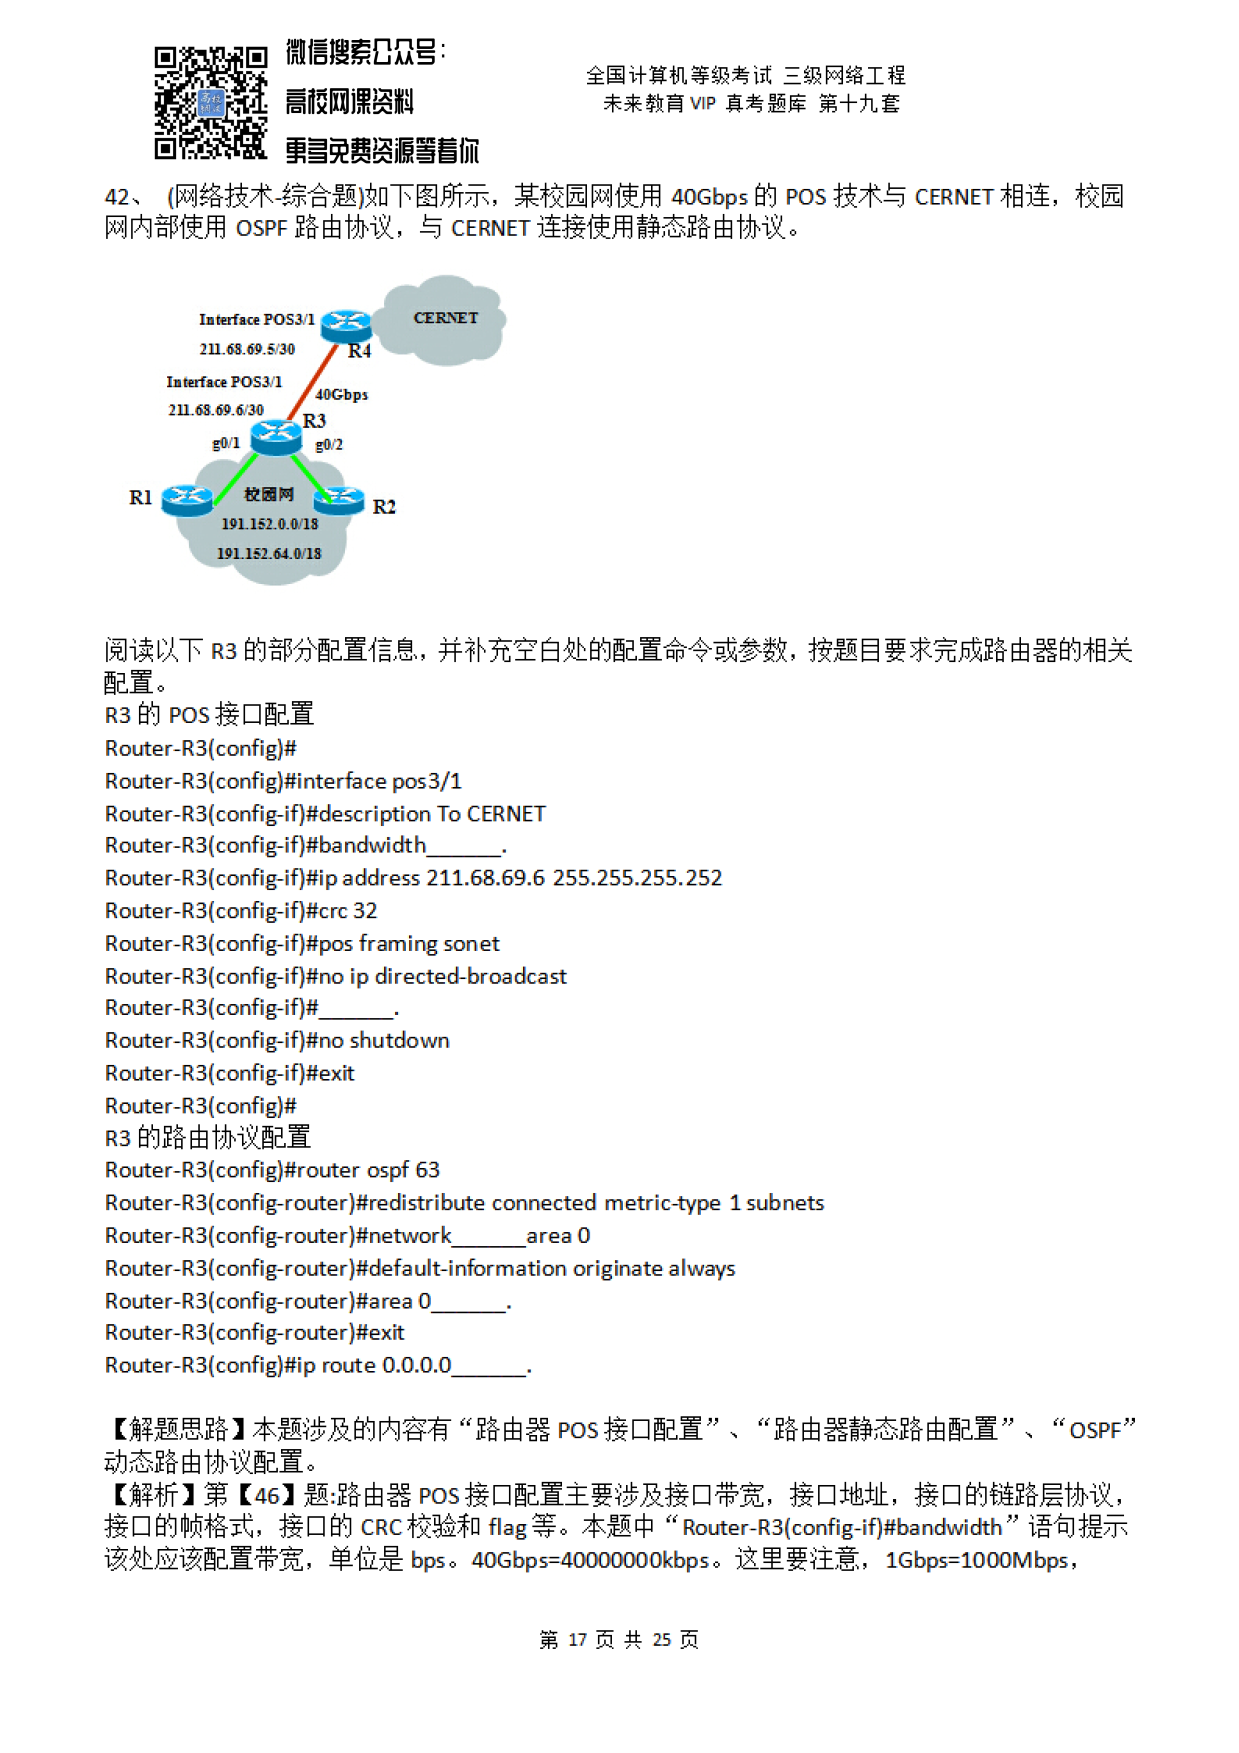 微信搜索公众号：
高校网课资料
更多免费资源等着你
全国计算机等级考试 三级网络工程
未来教育 VIP 真考题库 第十九套
42、 (网络技术-综合题)如下图所示，某校园网使用 40Gbps 的 POS 技术与 CERNET 相连，校园
网内部使用 OSPF 路由协议，与 CERNET 连接使用静态路由协议。
CERNET
Interface POS3/1
211.68.69.5/30
R4
Interface POS3/1
40Gbps
211.68.69.6/30
R3
g0/1
g0/2
R1
校园网
R2
191.152.0.0/18
191.152.64.0/18
阅读以下 R3 的部分配置信息，并补充空白处的配置命令或参数，按题目要求完成路由器的相关
配置。
R3 的 POS 接口配置
Router-R3(config)#
Router-R3(config)#interface pos3/1
Router-R3(config-if)#description To CERNET
Router-R3(config-if)#bandwidth______.
Router-R3(config-if)#ip address 211.68.69.6 255.255.255.252
Router-R3(config-if)#crc 32
Router-R3(config-if)#pos framing sonet
Router-R3(config-if)#no ip directed-broadcast
Router-R3(config-if)#______.
Router-R3(config-if)#no shutdown
Router-R3(config-if)#exit
Router-R3(config)#
R3 的路由协议配置
Router-R3(config)#router ospf 63
Router-R3(config-router)#redistribute connected metric-type 1 subnets
Router-R3(config-router)#network______area 0
Router-R3(config-router)#default-information originate always
Router-R3(config-router)#area 0______.
Router-R3(config-router)#exit
Router-R3(config)#ip route 0.0.0.0______.
【解题思路】本题涉及的内容有“路由器 POS 接口配置”、“路由器静态路由配置”、“OSPF”
动态路由协议配置。
【解析】第【46】题:路由器 POS 接口配置主要涉及接口带宽，接口地址，接口的链路层协议，
接口的帧格式，接口的 CRC 校验和 flag 等。本题中“Router-R3(config-if)#bandwidth”语句提示
该处应该配置带宽，单位是 bps。40Gbps=40000000kbps。这里要注意，1Gbps=1000Mbps，
第 17 页 共 25 页